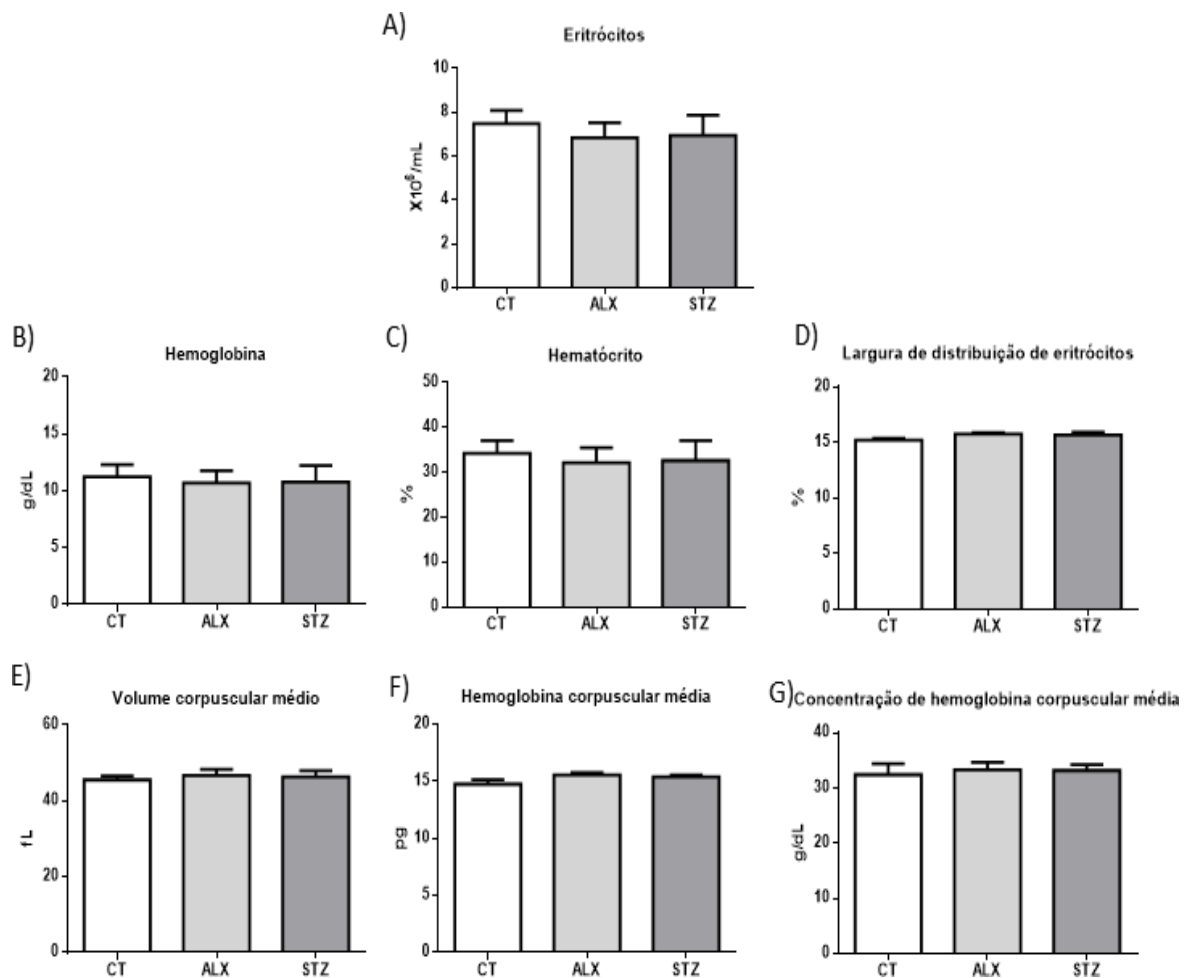 A)
Eritrócitos
10
8
6
4
2
0
X10⁶/mL
CT ALX STZ
B)
Hemoglobina
20
15
10
5
0
g/dL
CT ALX STZ
C)
Hematócrito
50
40
30
20
10
0
%
CT ALX STZ
D)
Largura de distribuição de eritrócitos
20
15
10
5
0
%
CT ALX STZ
E)
Volume corpuscular médio
60
40
20
0
fL
CT ALX STZ
F)
Hemoglobina corpuscular média
20
15
10
5
0
pg
CT ALX STZ
G)
Concentração de hemoglobina corpuscular média
40
30
20
10
0
g/dL
CT ALX STZ